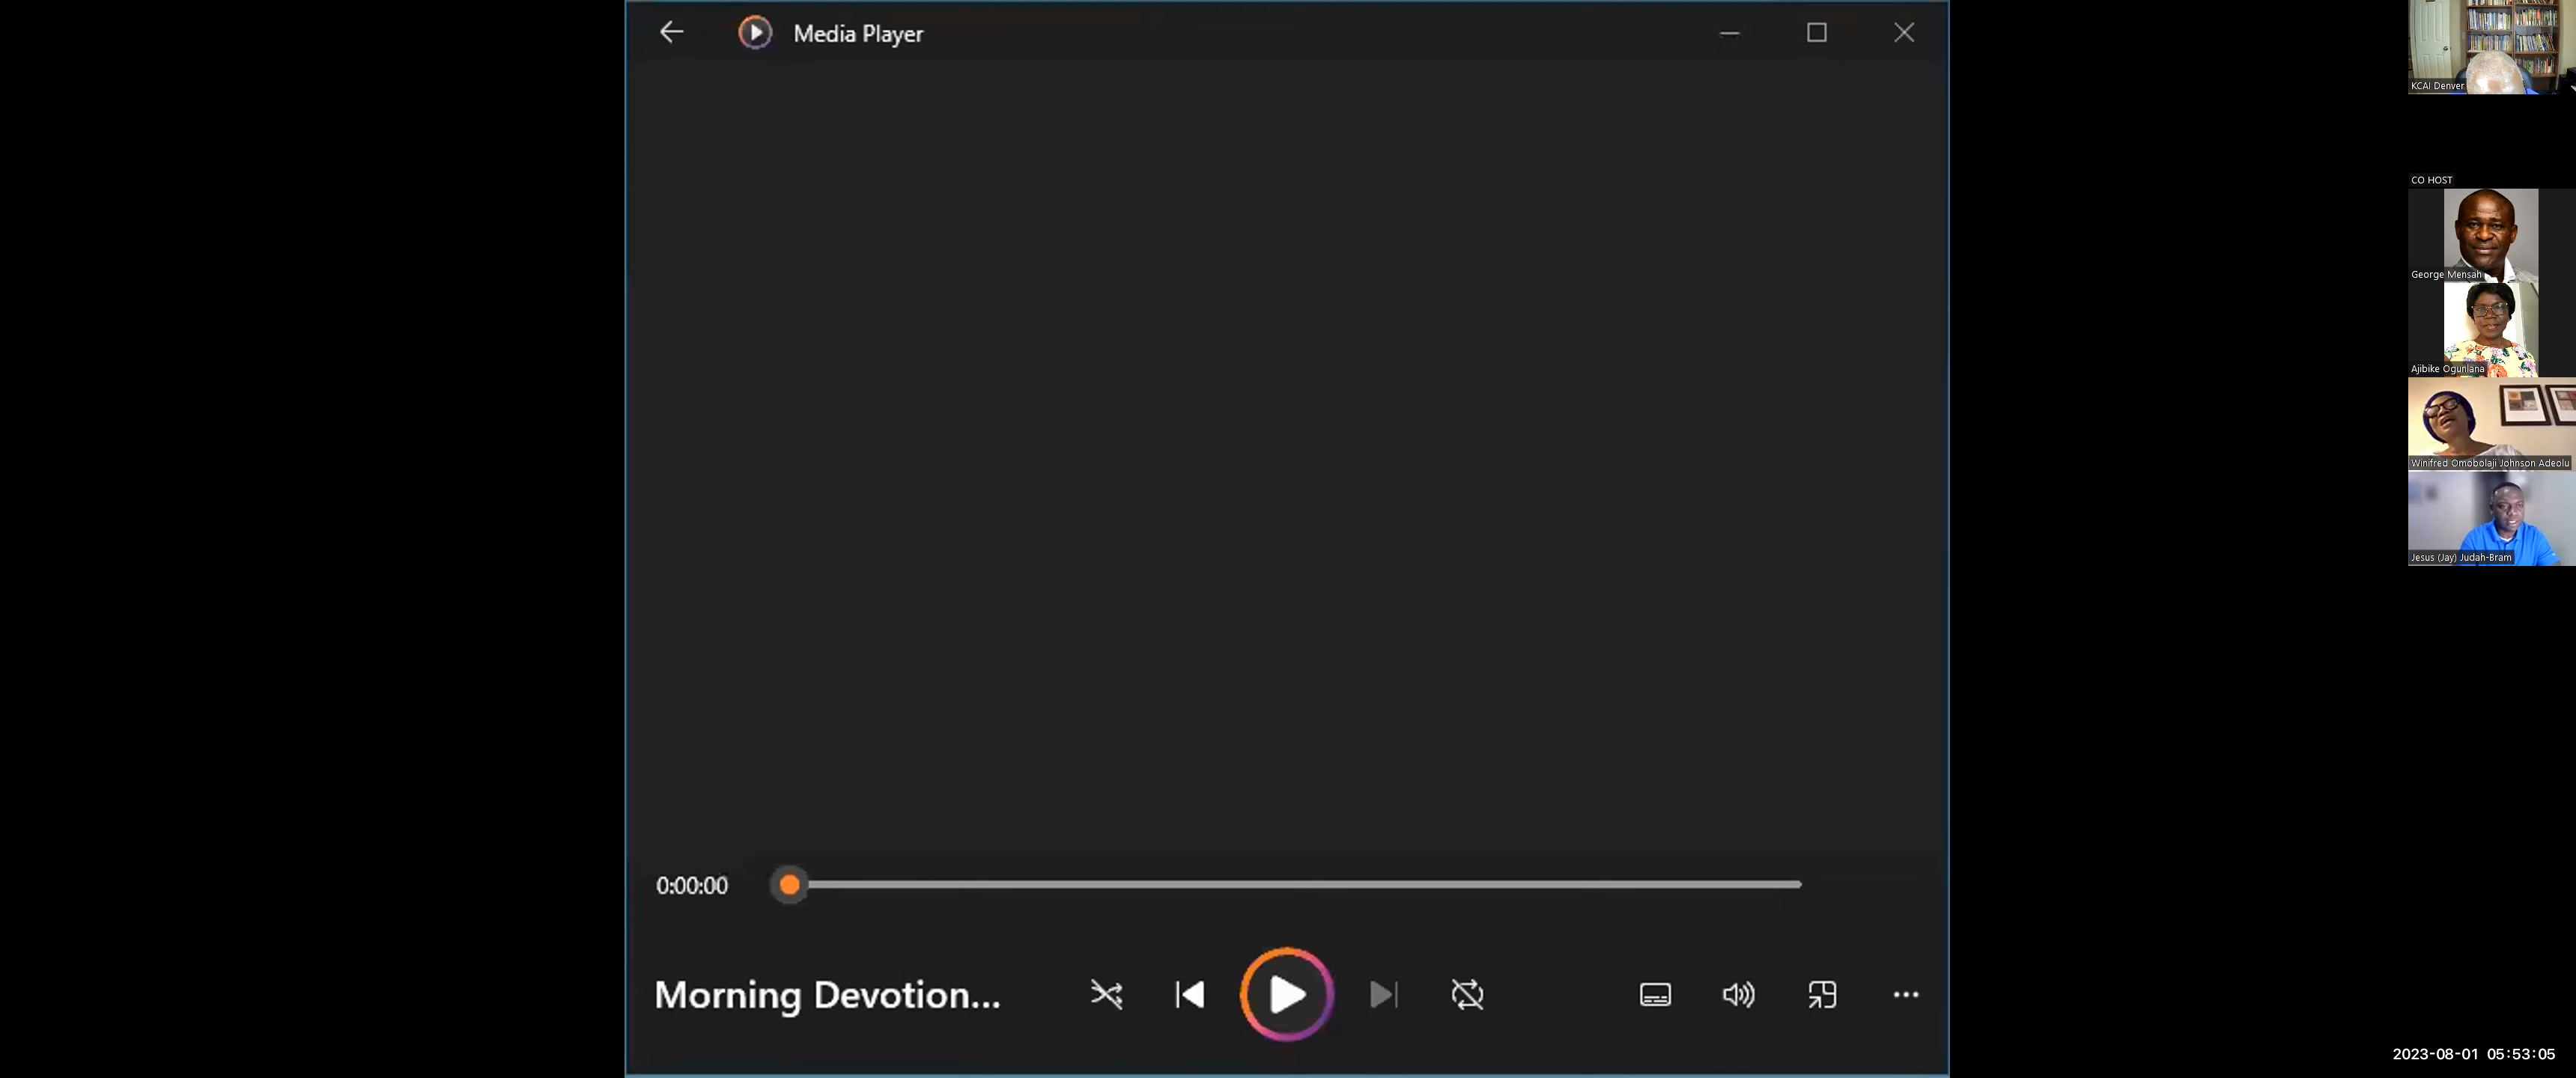 Media Player
KCAI Denver
CO HOST
George Mensah
Ajibike Ogunlana
Winifred Omobolaji Johnson Adeolu
Jesus (Jay) Judah-Bram
0:00:00
Morning Devotion...
2023-08-01 05:53:05